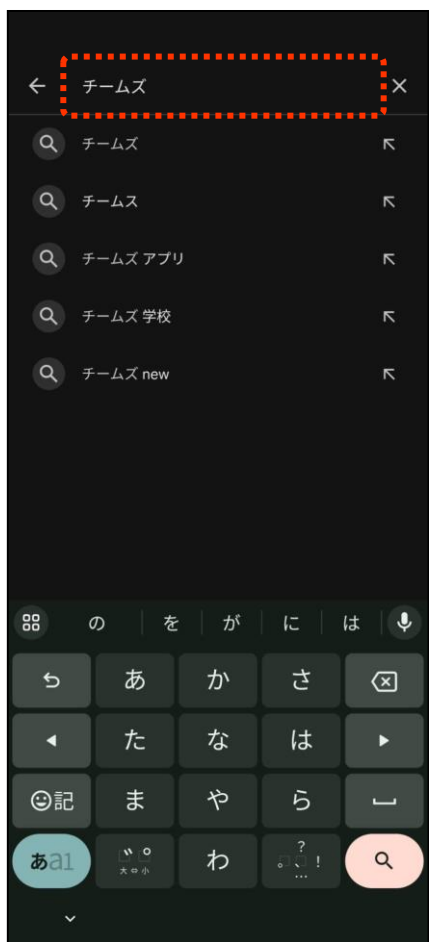 チームズ
チームズ
チームス
チームズ アプリ
チームズ 学校
チームズ new
の を が に は
あ か さ
た な は
記 ま や ら
あa1 大⇔小 わ 。、?!…